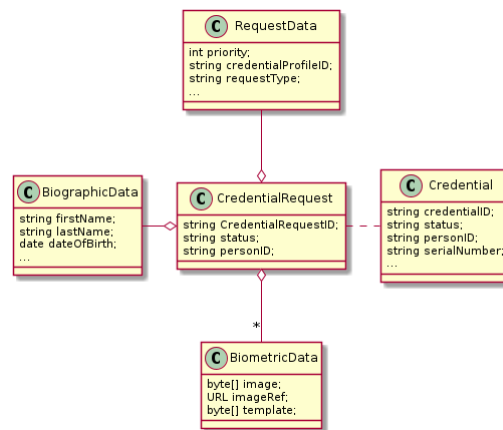 C RequestData
int priority;
string credentialProfileID;
string requestType;
...
C BiographicData
string firstName;
string lastName;
date dateOfBirth;
...
C CredentialRequest
string CredentialRequestID;
string status;
string personID;
C Credential
string credentialID;
string status;
string personID;
string serialNumber;
...
*
C BiometricData
byte[] image;
URL imageRef;
byte[] template;